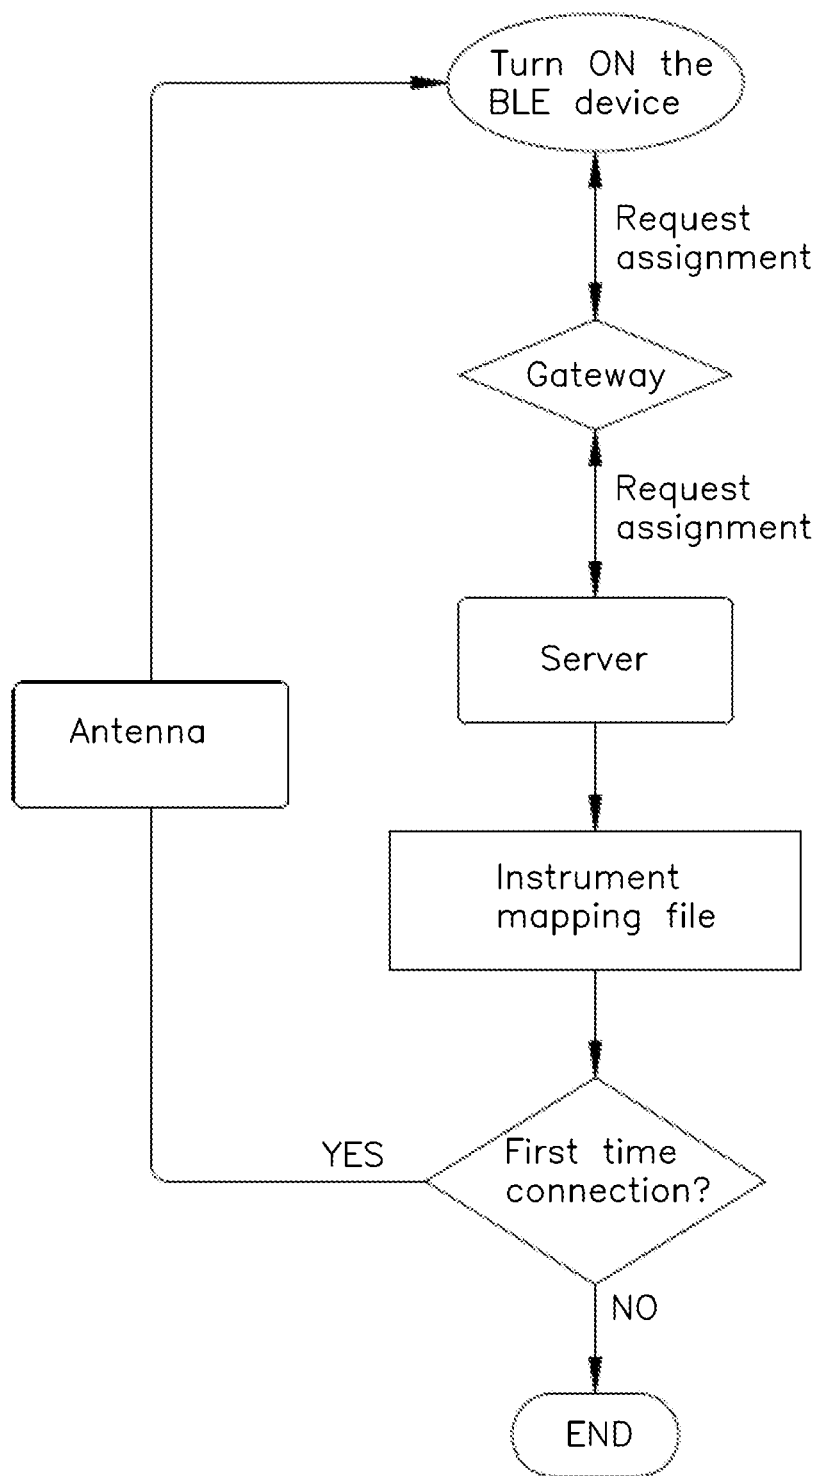 Turn ON the
BLE device
Request
assignment
Gateway
Request
assignment
Server
Antenna
Instrument
mapping file
YES
First time
connection?
NO
END